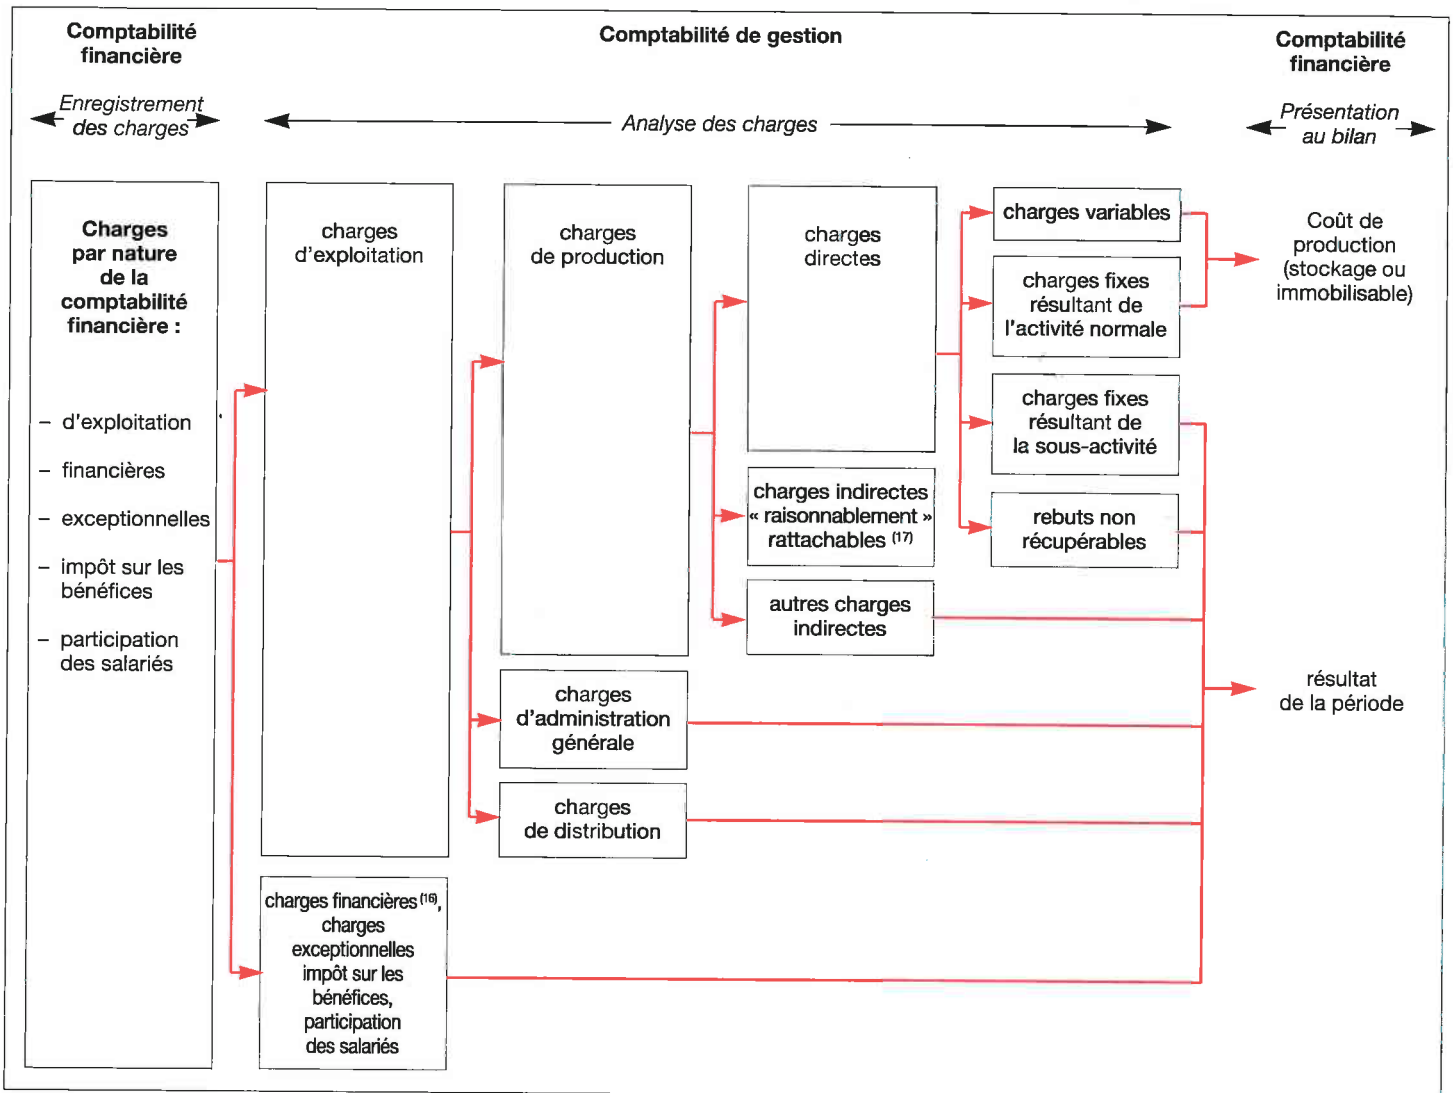 Comptabilité
financière
Comptabilité de gestion
Comptabilité
financière
Enregistrement
des charges
Analyse des charges
Présentation
au bilan
Charges
par nature
de la
comptabilité
financière :
– d'exploitation
– financières
– exceptionnelles
– impôt sur les
bénéfices
– participation
des salariés
charges
d'exploitation
charges financières (16),
charges
exceptionnelles
impôt sur les
bénéfices,
participation
des salariés
charges
de production
charges
d'administration
générale
charges
de distribution
charges
directes
charges indirectes
« raisonnablement »
rattachables (17)
autres charges
indirectes
charges variables
charges fixes
résultant de
l'activité normale
charges fixes
résultant de
la sous-activité
rebuts non
récupérables
Coût de
production
(stockage ou
immobilisable)
résultat
de la période